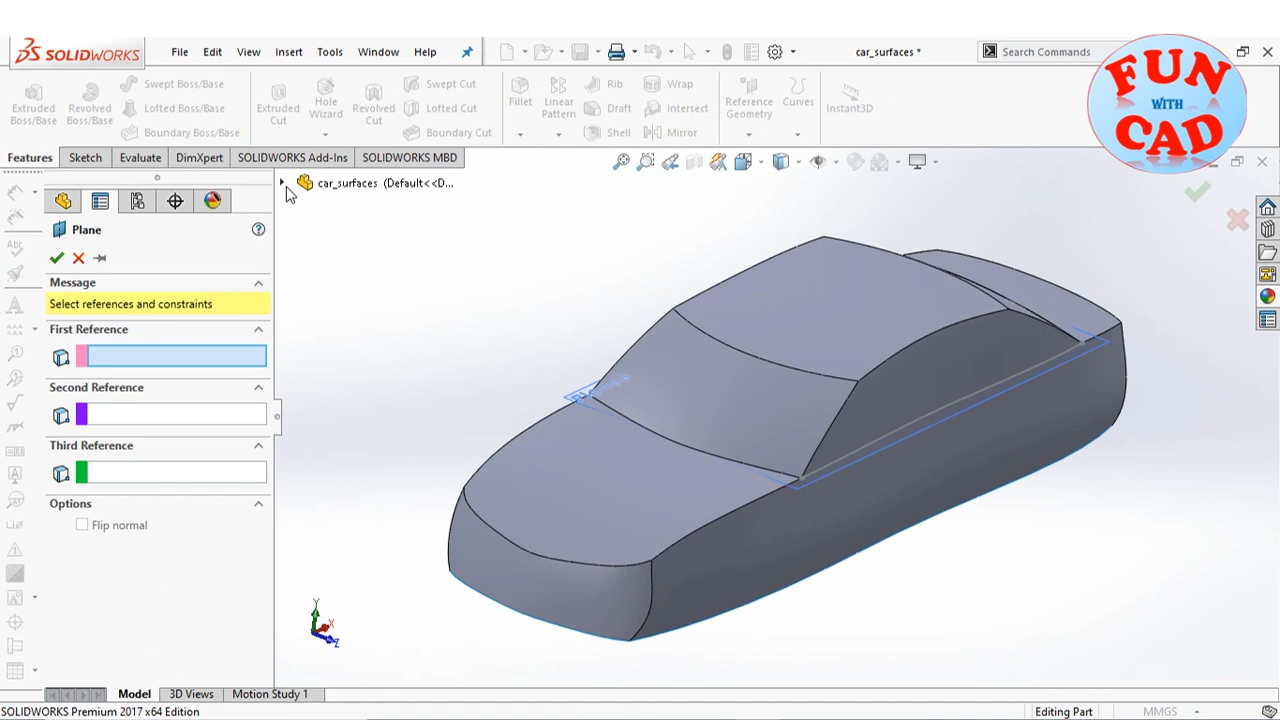 SOLIDWORKS
File Edit View Insert Tools Window Help
car_surfaces *
Search Commands
FUN
WITH
CAD
Extruded Boss/Base
Revolved Boss/Base
Swept Boss/Base
Lofted Boss/Base
Boundary Boss/Base
Extruded Cut
Hole Wizard
Revolved Cut
Swept Cut
Lofted Cut
Boundary Cut
Fillet
Linear Pattern
Rib
Draft
Shell
Wrap
Intersect
Mirror
Reference Geometry
Curves
Instant3D
Features Sketch Evaluate DimXpert SOLIDWORKS Add-Ins SOLIDWORKS MBD
car_surfaces (Default<<D...
Plane
Message
Select references and constraints
First Reference
Second Reference
Third Reference
Options
Flip normal
Y
X
Z
Model 3D Views Motion Study 1
SOLIDWORKS Premium 2017 x64 Edition
Editing Part
MMGS